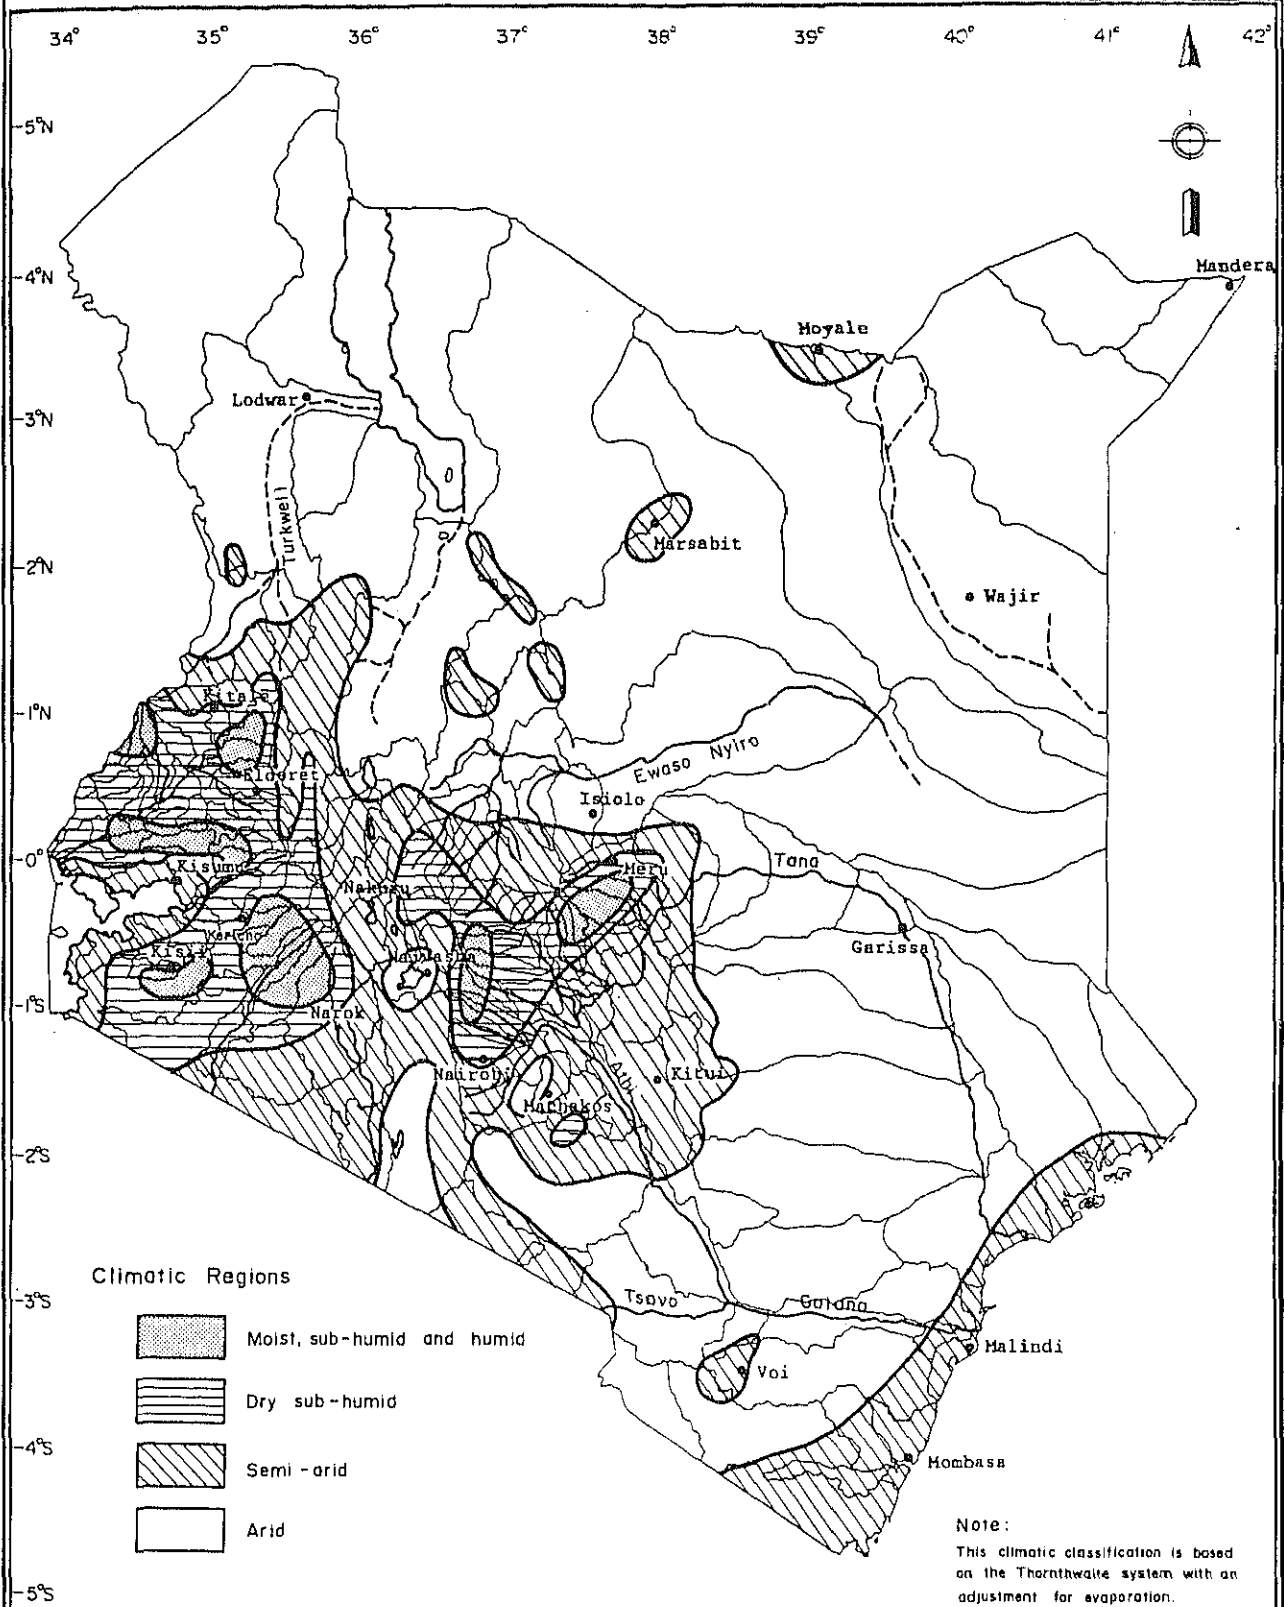 34° 35° 36° 37° 38° 39° 40° 41° 42°
5°N
4°N
Mandera
Moyale
Lodwar
3°N
Turkwell
Marsabit
2°N
Wajir
Kitale
1°N
Ewaso Nyiro
Eldoret
Isiolo
0°
Kisumu
Meru
Tana
Nakuru
Kericho
Garissa
Kisii
Naivasha
1°S
Narok
Nairobi
Athi
Kitui
Machakos
2°S
Climatic Regions
3°S
Tsavo
Galana
Moist, sub-humid and humid
Malindi
Voi
Dry sub-humid
4°S
Semi-arid
Mombasa
Arid
Note:
This climatic classification is based
on the Thornthwaite system with an
adjustment for evaporation.
5°S